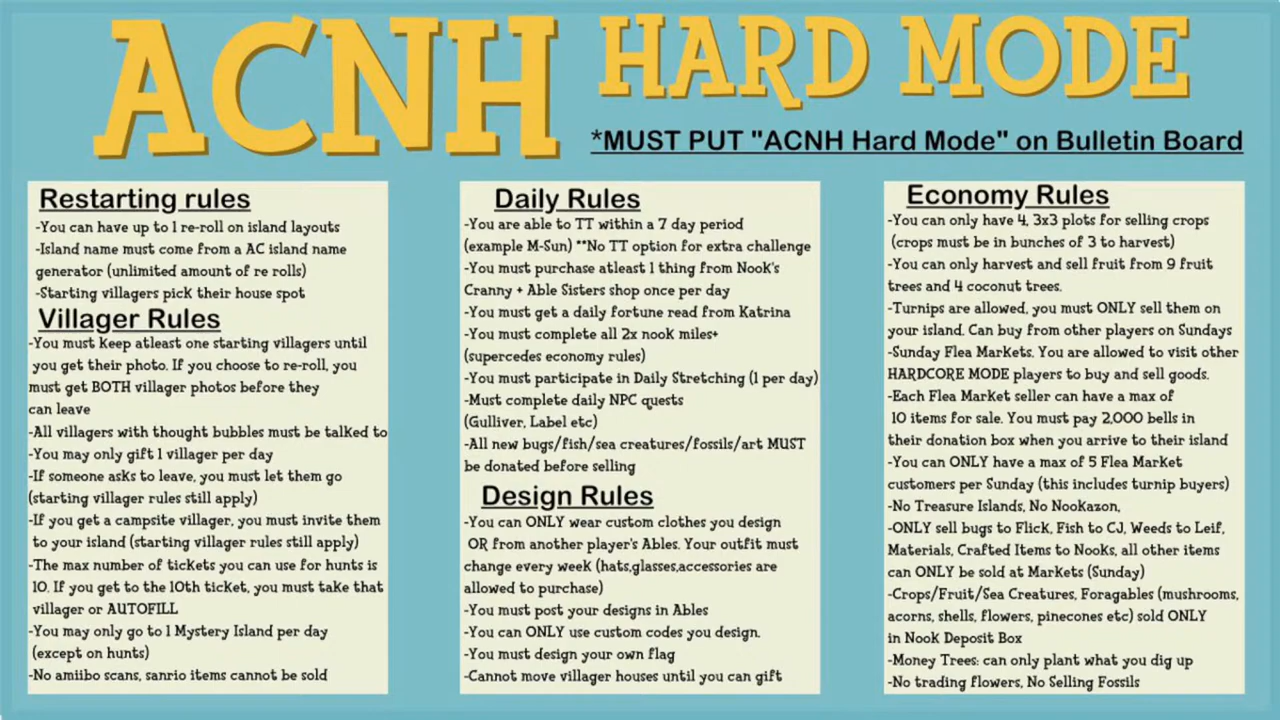 ACNH HARD MODE
*MUST PUT "ACNH Hard Mode" on Bulletin Board
Restarting rules
-You can have up to 1 re-roll on island layouts
-Island name must come from a AC island name
generator (unlimited amount of re rolls)
-Starting villagers pick their house spot
Villager Rules
-You must keep atleast one starting villagers until
you get their photo. If you choose to re-roll, you
must get BOTH villager photos before they
can leave
-All villagers with thought bubbles must be talked to
-You may only gift 1 villager per day
-If someone asks to leave, you must let them go
(starting villager rules still apply)
-If you get a campsite villager, you must invite them
to your island (starting villager rules still apply)
-The max number of tickets you can use for hunts is
10. If you get to the 10th ticket, you must take that
villager or AUTOFILL
-You may only go to 1 Mystery Island per day
(except on hunts)
-No amiibo scans, sanrio items cannot be sold
Daily Rules
-You are able to TT within a 7 day period
(example M-Sun) **No TT option for extra challenge
-You must purchase atleast 1 thing from Nook's
Cranny + Able Sisters shop once per day
-You must get a daily fortune read from Katrina
-You must complete all 2x nook miles+
(supercedes economy rules)
-You must participate in Daily Stretching (1 per day)
-Must complete daily NPC quests
(Gulliver, Label etc)
-All new bugs/fish/sea creatures/fossils/art MUST
be donated before selling
Design Rules
-You can ONLY wear custom clothes you design
OR from another player's Ables. Your outfit must
change every week (hats,glasses,accessories are
allowed to purchase)
-You must post your designs in Ables
-You can ONLY use custom codes you design.
-You must design your own flag
-Cannot move villager houses until you can gift
Economy Rules
-You can only have 4, 3x3 plots for selling crops
(crops must be in bunches of 3 to harvest)
-You can only harvest and sell fruit from 9 fruit
trees and 4 coconut trees.
-Turnips are allowed, you must ONLY sell them on
your island. Can buy from other players on Sundays
-Sunday Flea Markets. You are allowed to visit other
HARDCORE MODE players to buy and sell goods.
-Each Flea Market seller can have a max of
10 items for sale. You must pay 2,000 bells in
their donation box when you arrive to their island
-You can ONLY have a max of 5 Flea Market
customers per Sunday (this includes turnip buyers)
-No Treasure Islands, No Nookazon,
-ONLY sell bugs to Flick, Fish to CJ, Weeds to Leif,
Materials, Crafted Items to Nooks, all other items
can ONLY be sold at Markets (Sunday)
-Crops/Fruit/Sea Creatures, Foragables (mushrooms,
acorns, shells, flowers, pinecones etc) sold ONLY
in Nook Deposit Box
-Money Trees: can only plant what you dig up
-No trading flowers, No Selling Fossils